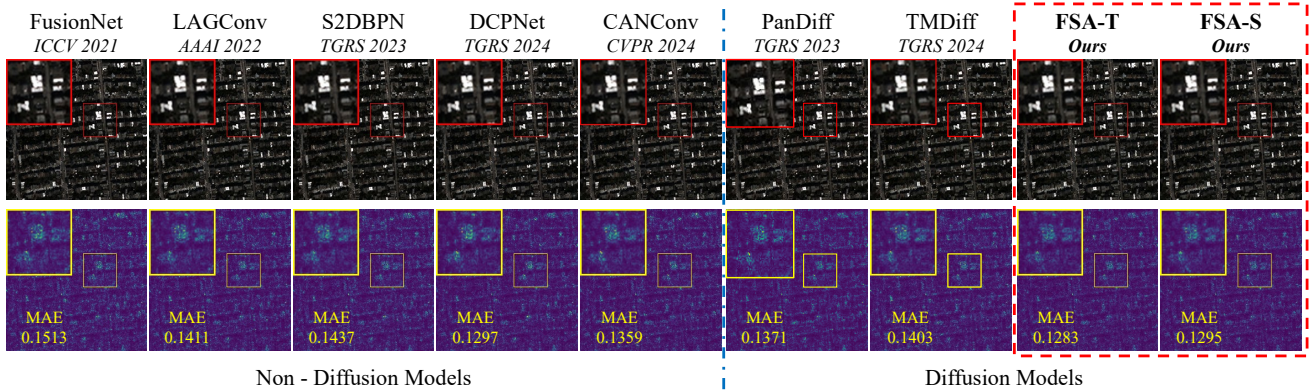 FusionNet LAGConv S2DBPN DCPNet CANConv PanDiff TMDiff FSA-T FSA-S
ICCV 2021 AAAI 2022 TGRS 2023 TGRS 2024 CVPR 2024 TGRS 2023 TGRS 2024 Ours Ours
MAE MAE MAE MAE MAE MAE MAE MAE MAE
0.1513 0.1411 0.1437 0.1297 0.1359 0.1371 0.1403 0.1283 0.1295
Non - Diffusion Models Diffusion Models